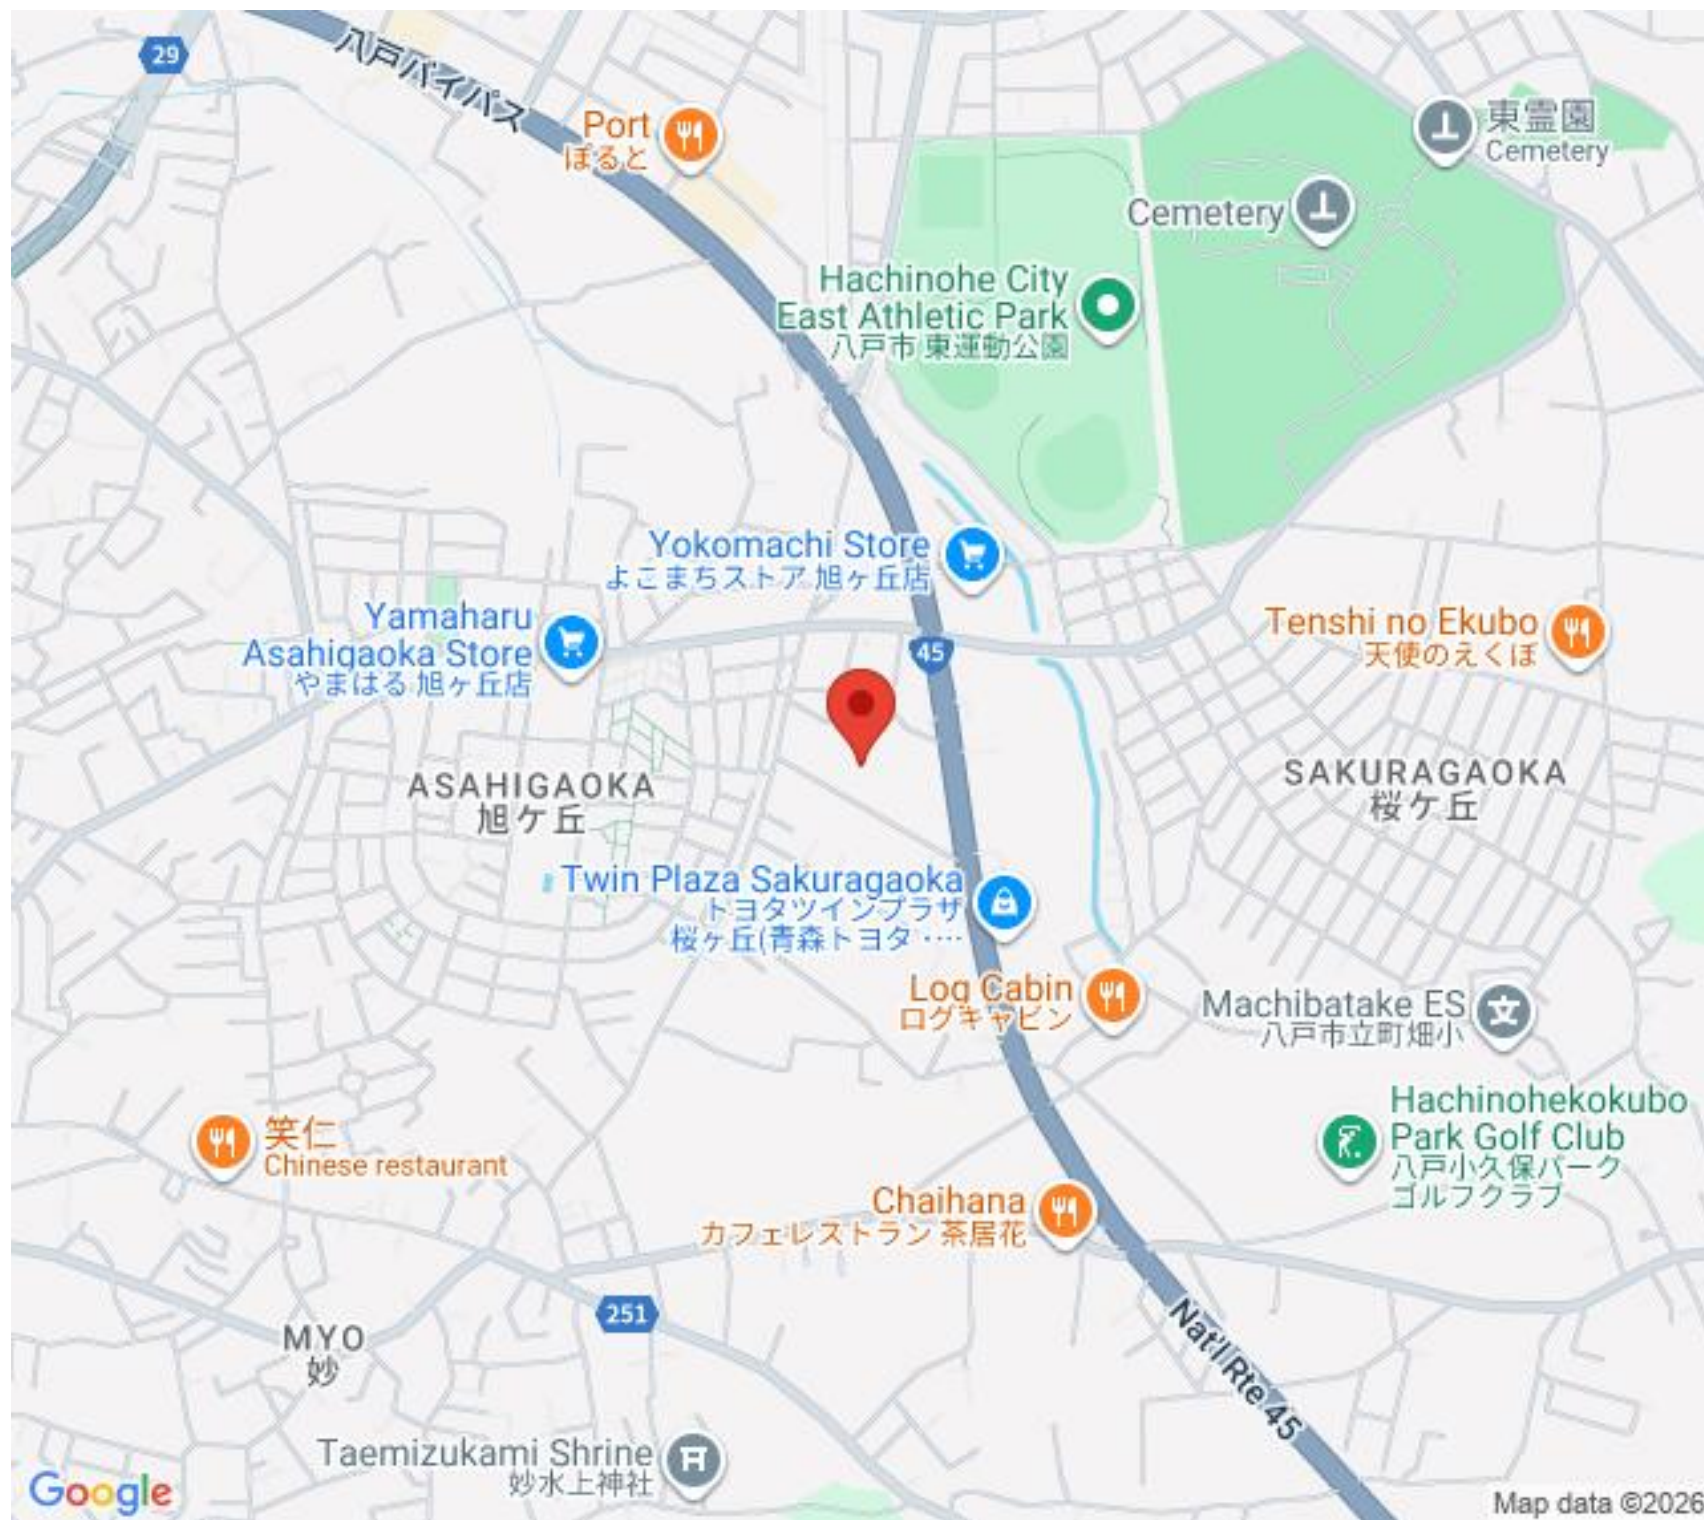 29
八戸バイパス
Port
ぽると
東霊園
Cemetery
Cemetery
Hachinohe City
East Athletic Park
八戸市 東運動公園
Yokomachi Store
よこまちストア 旭ヶ丘店
Yamaharu
Asahigaoka Store
やまはる 旭ヶ丘店
45
Tenshi no Ekubo
天使のえくぼ
ASAHIGAOKA
旭ケ丘
SAKURAGAOKA
桜ケ丘
Twin Plaza Sakuragaoka
トヨタツインプラザ
桜ヶ丘(青森トヨタ・…
Log Cabin
ログキャビン
Machibatake ES
八戸市立町畑小
Hachinohekokubo
Park Golf Club
八戸小久保パーク
ゴルフクラブ
笑仁
Chinese restaurant
Chaihana
カフェレストラン 茶居花
251
MYO
妙
Nat'l Rte 45
Taemizukami Shrine
妙水上神社
Google
Map data ©2026